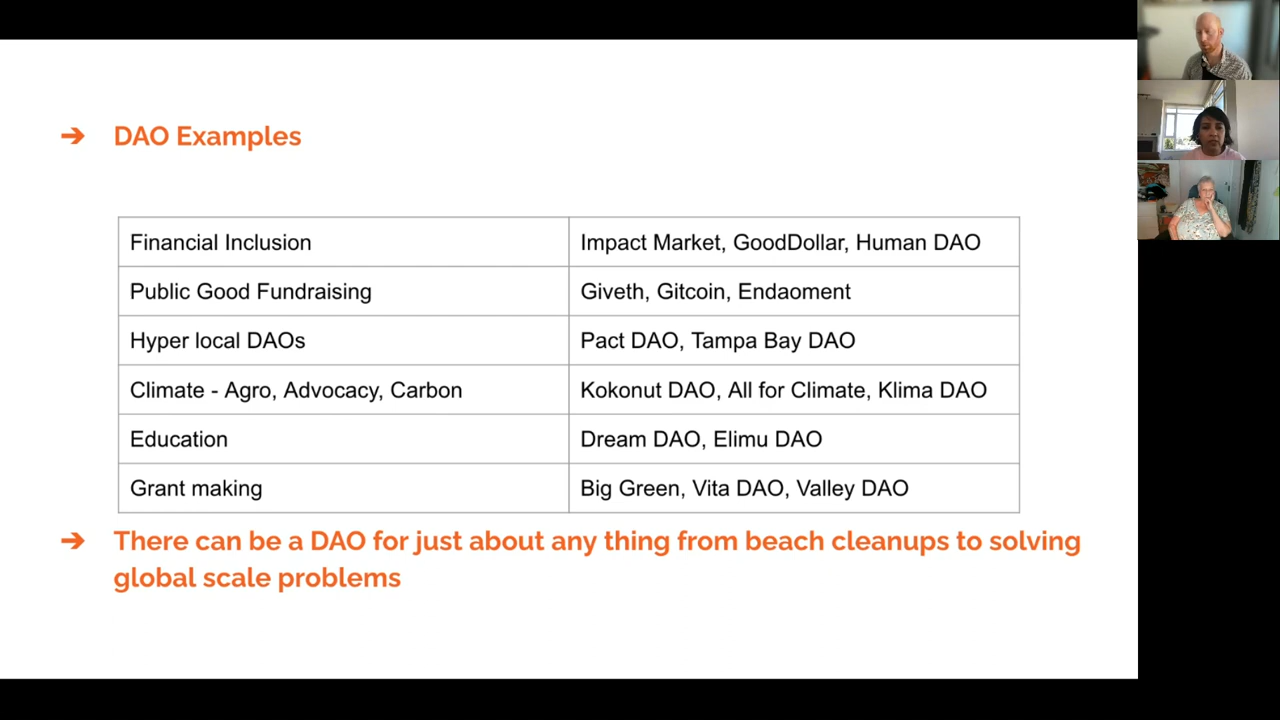 ➔ DAO Examples
Financial Inclusion Impact Market, GoodDollar, Human DAO
Public Good Fundraising Giveth, Gitcoin, Endaoment
Hyper local DAOs Pact DAO, Tampa Bay DAO
Climate - Agro, Advocacy, Carbon Kokonut DAO, All for Climate, Klima DAO
Education Dream DAO, Elimu DAO
Grant making Big Green, Vita DAO, Valley DAO
➔ There can be a DAO for just about any thing from beach cleanups to solving
global scale problems